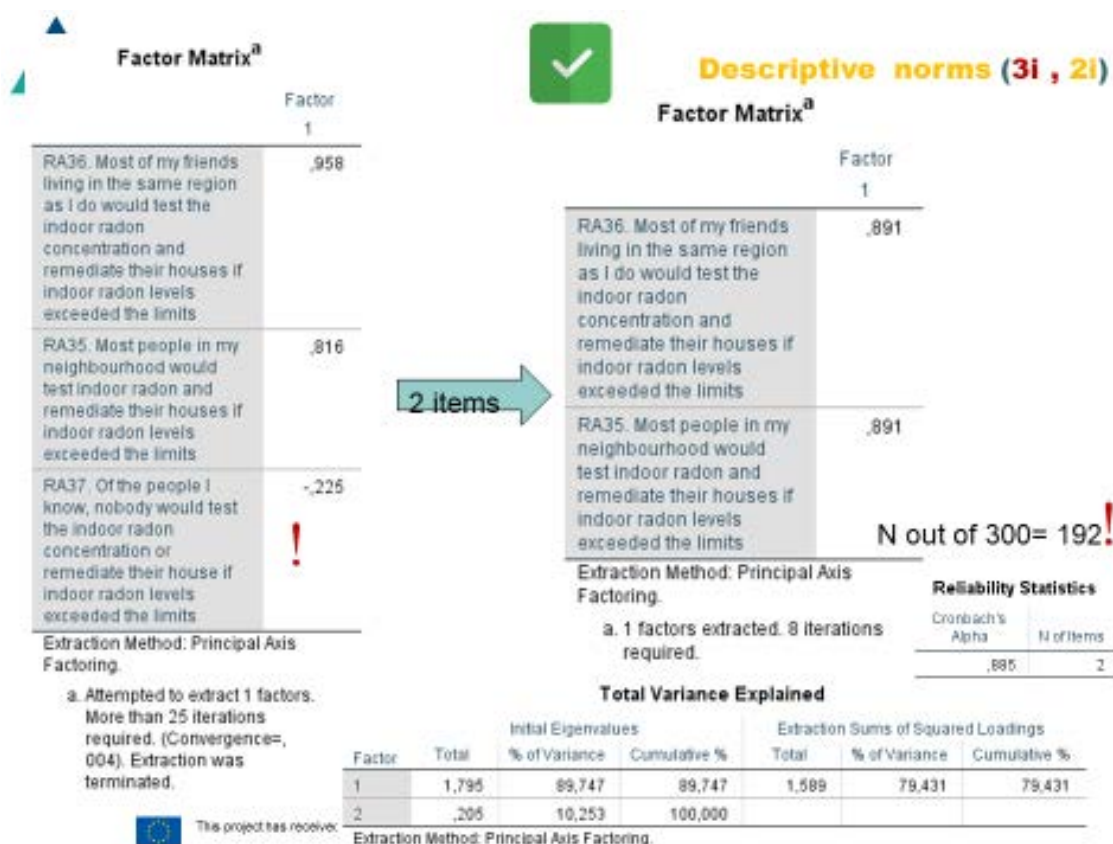 Factor Matrixa
Factor
1
RA36. Most of my friends ,958
living in the same region
as I do would test the
indoor radon
concentration and
remediate their houses if
indoor radon levels
exceeded the limits
RA35. Most people in my ,816
neighbourhood would
test indoor radon and
remediate their houses if
indoor radon levels
exceeded the limits
RA37. Of the people I -,225
know, nobody would test
the indoor radon
concentration or
remediate their house if
indoor radon levels
exceeded the limits
!
Extraction Method: Principal Axis
Factoring.
a. Attempted to extract 1 factors.
More than 25 iterations
required. (Convergence=,
004). Extraction was
terminated.
This project has receive
2 items
Descriptive norms (3i , 2i)
Factor Matrixa
Factor
1
RA36. Most of my friends ,891
living in the same region
as I do would test the
indoor radon
concentration and
remediate their houses if
indoor radon levels
exceeded the limits
RA35. Most people in my ,891
neighbourhood would
test indoor radon and
remediate their houses if
indoor radon levels
exceeded the limits
Extraction Method: Principal Axis
Factoring.
a. 1 factors extracted. 8 iterations
required.
N out of 300= 192!
Reliability Statistics
Cronbach's
Alpha N of Items
,885 2
Total Variance Explained
Initial Eigenvalues Extraction Sums of Squared Loadings
Factor Total % of Variance Cumulative % Total % of Variance Cumulative %
1 1,795 89,747 89,747 1,589 79,431 79,431
2 ,205 10,253 100,000
Extraction Method: Principal Axis Factoring.